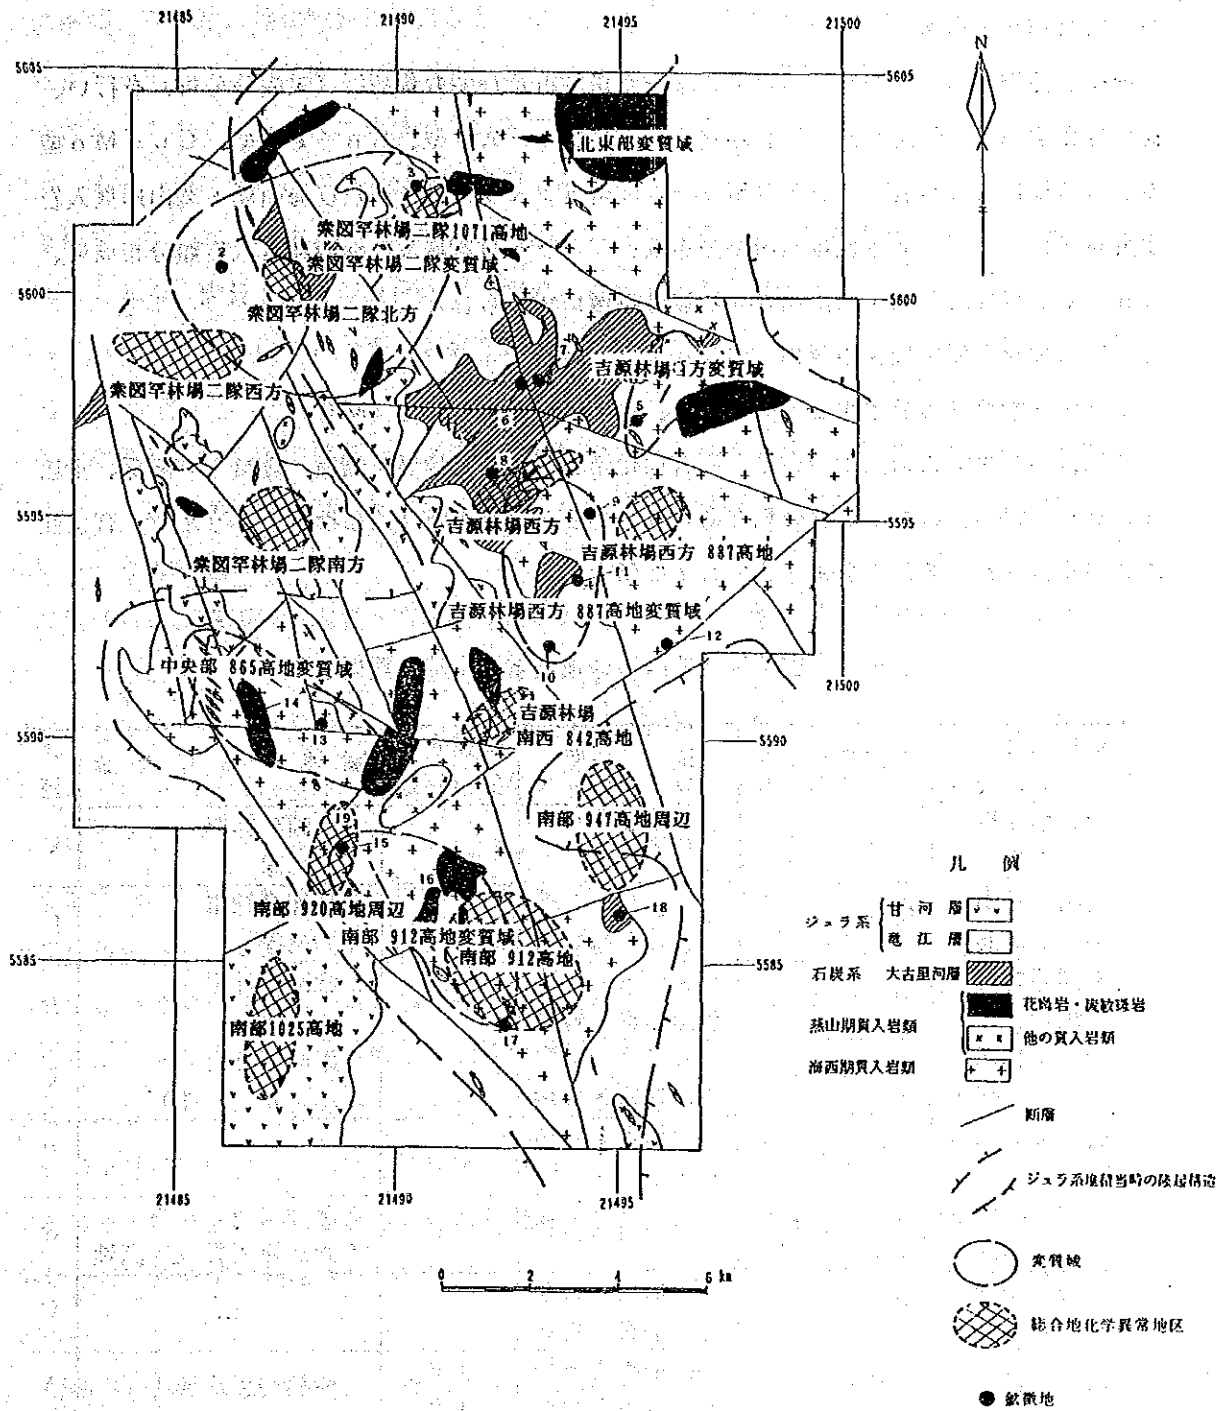 21485
21490
21495
21500
5605
5605
1
N
北東部変質域
3
衆図罕林場二隊1071高地
2
衆図罕林場二隊変質域
5600
5600
衆図罕林場二隊北方
4
7
衆図罕林場二隊西方
吉源林場
方変質域
6
5
8
9
5595
5595
吉源林場西方
吉源林場西方 887高地
衆図罕林場二隊南方
11
吉源林場西方 887高地変質域
12
10
中央部 865高地変質域
21500
14
13
吉源林場
南西 842高地
5590
5590
19
15
南部 947高地周辺
16
南部 920高地周辺
18
南部 912高地変質域
南部 912高地
5585
5585
南部1025高地
17
21485
21490
21495
0 2 4 6 km
凡 例
ジュラ系
甘河層
竜江層
石炭系 大古里河層
燕山期貫入岩類
花崗岩・流紋斑岩
他の貫入岩類
海西期貫入岩類
断層
ジュラ系堆積当時の隆起構造
変質域
総合地化学異常地区
鉱徴地